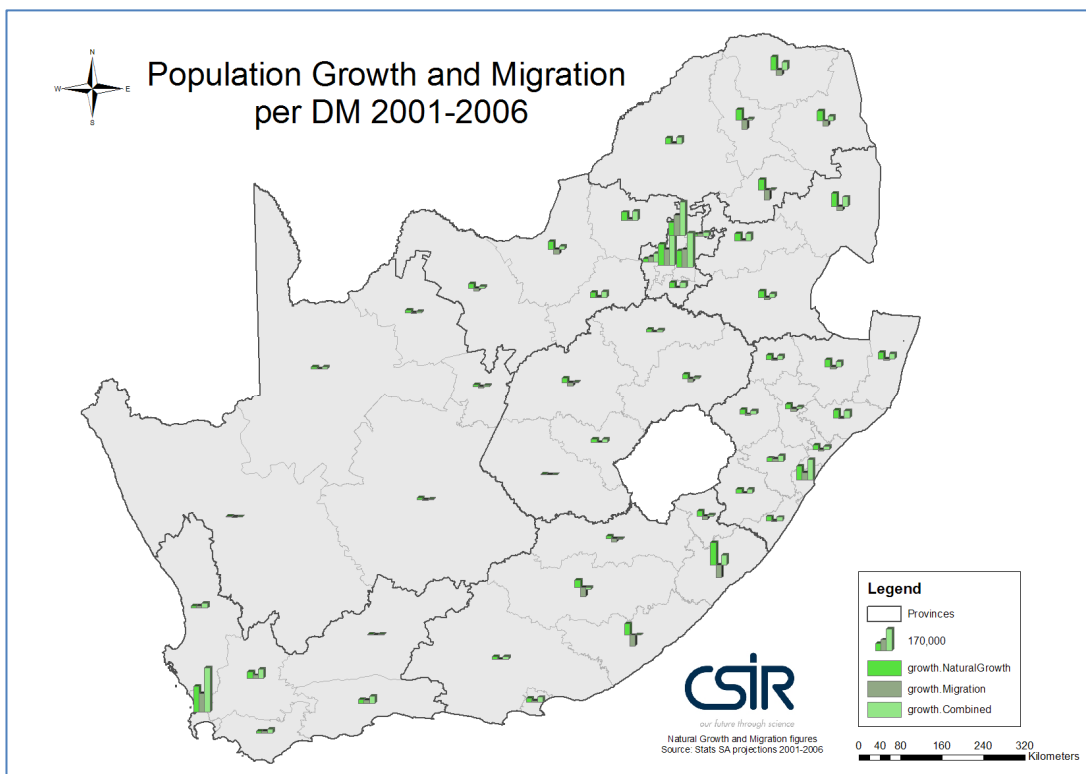 Population Growth and Migration
per DM 2001-2006
N
W
E
S
Legend
Provinces
170,000
growth.NaturalGrowth
growth.Migration
growth.Combined
CSIR
our future through science
Natural Growth and Migration figures
Source: Stats SA projections 2001-2006
0 40 80 160 240 320
Kilometers